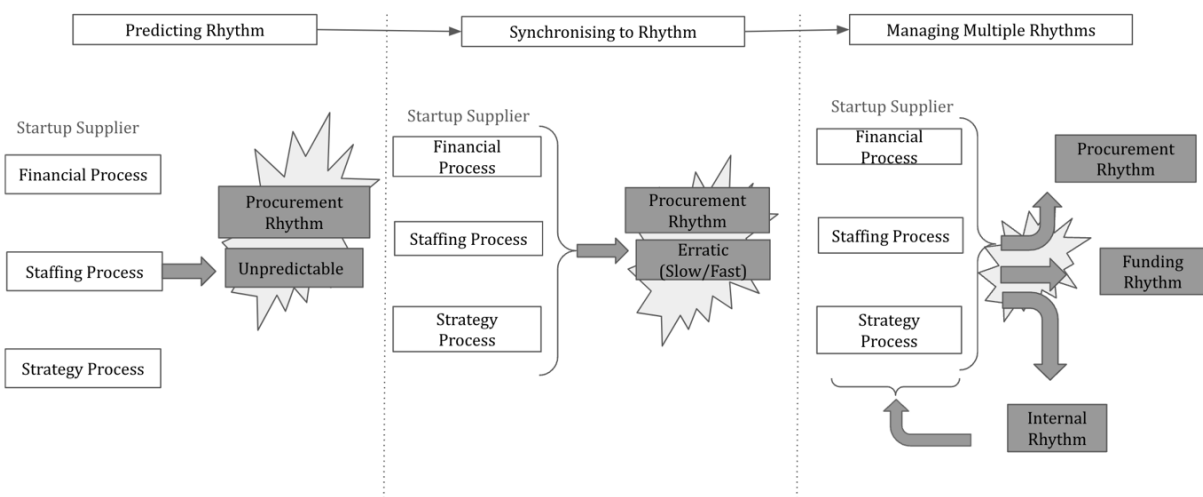 Predicting Rhythm
Synchronising to Rhythm
Managing Multiple Rhythms
Startup Supplier
Financial Process
Staffing Process
Strategy Process
Procurement
Rhythm
Unpredictable
Startup Supplier
Financial
Process
Staffing Process
Strategy
Process
Procurement
Rhythm
Erratic
(Slow/Fast)
Startup Supplier
Financial
Process
Staffing Process
Strategy
Process
Procurement
Rhythm
Funding
Rhythm
Internal
Rhythm